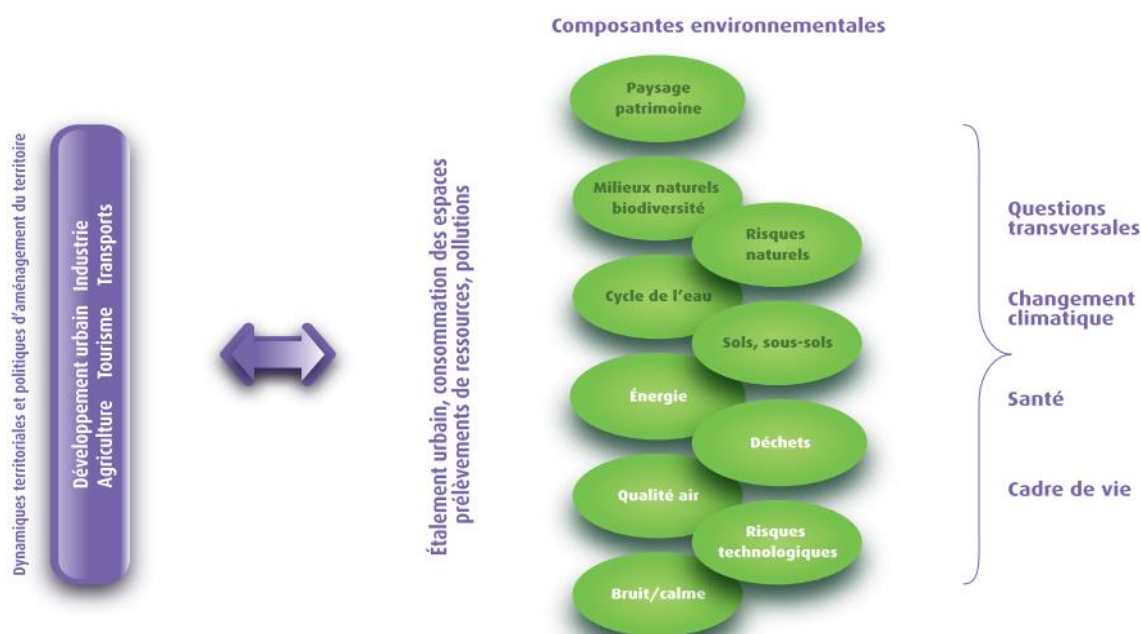 Composantes environnementales
Dynamiques territoriales et politiques d'aménagement du territoire
Développement urbain Industrie
Agriculture Tourisme Transports
Étalement urbain, consommation des espaces
prélèvements de ressources, pollutions
Paysage
patrimoine
Milieux naturels
biodiversité
Risques
naturels
Cycle de l'eau
Sols, sous-sols
Énergie
Déchets
Qualité air
Risques
technologiques
Bruit/calme
Questions
transversales
Changement
climatique
Santé
Cadre de vie